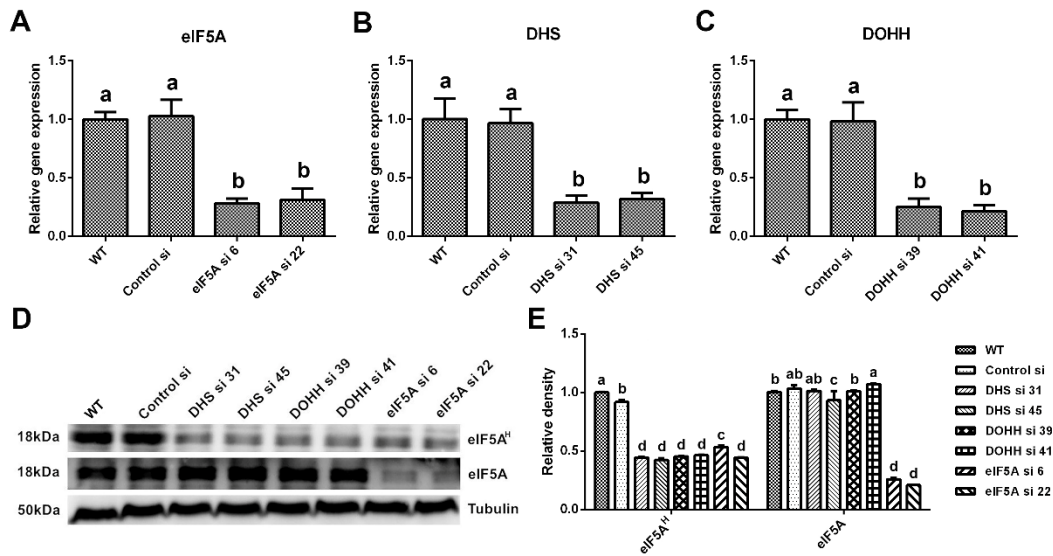 A
eIF5A
Relative gene expression
1.5
1.0
0.5
0.0
a
a
b
b
WT
Control si
eIF5A si 6
eIF5A si 22
B
DHS
Relative gene expression
1.5
1.0
0.5
0.0
a
a
b
b
WT
Control si
DHS si 31
DHS si 45
C
DOHH
Relative gene expression
1.5
1.0
0.5
0.0
a
a
b
b
WT
Control si
DOHH si 39
DOHH si 41
D
WT
Control si
DHS si 31
DHS si 45
DOHH si 39
DOHH si 41
eIF5A si 6
eIF5A si 22
18kDa
eIF5Aᴴ
18kDa
eIF5A
50kDa
Tubulin
E
Relative density
1.5
1.0
0.5
0.0
a
b
d
d
d
d
c
d
b
ab
ab
c
b
a
d
d
eIF5Aᴴ
eIF5A
WT
Control si
DHS si 31
DHS si 45
DOHH si 39
DOHH si 41
eIF5A si 6
eIF5A si 22